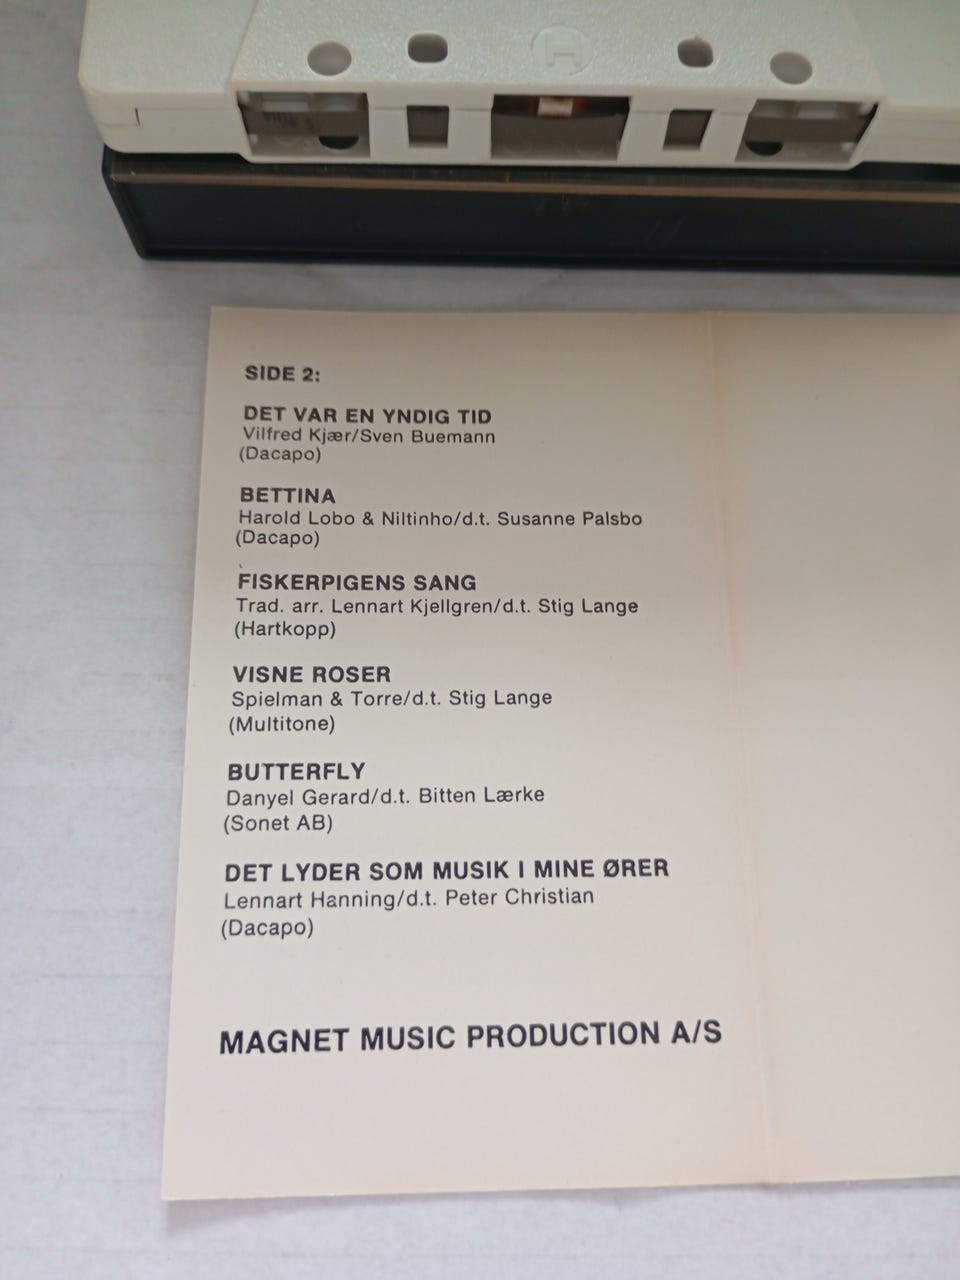 H
SIDE 2:
DET VAR EN YNDIG TID
Vilfred Kjær/Sven Buemann
(Dacapo)
BETTINA
Harold Lobo & Niltinho/d.t. Susanne Palsbo
(Dacapo)
FISKERPIGENS SANG
Trad. arr. Lennart Kjellgren/d.t. Stig Lange
(Hartkopp)
VISNE ROSER
Spielman & Torre/d.t. Stig Lange
(Multitone)
BUTTERFLY
Danyel Gerard/d.t. Bitten Lærke
(Sonet AB)
DET LYDER SOM MUSIK I MINE ØRER
Lennart Hanning/d.t. Peter Christian
(Dacapo)
MAGNET MUSIC PRODUCTION A/S